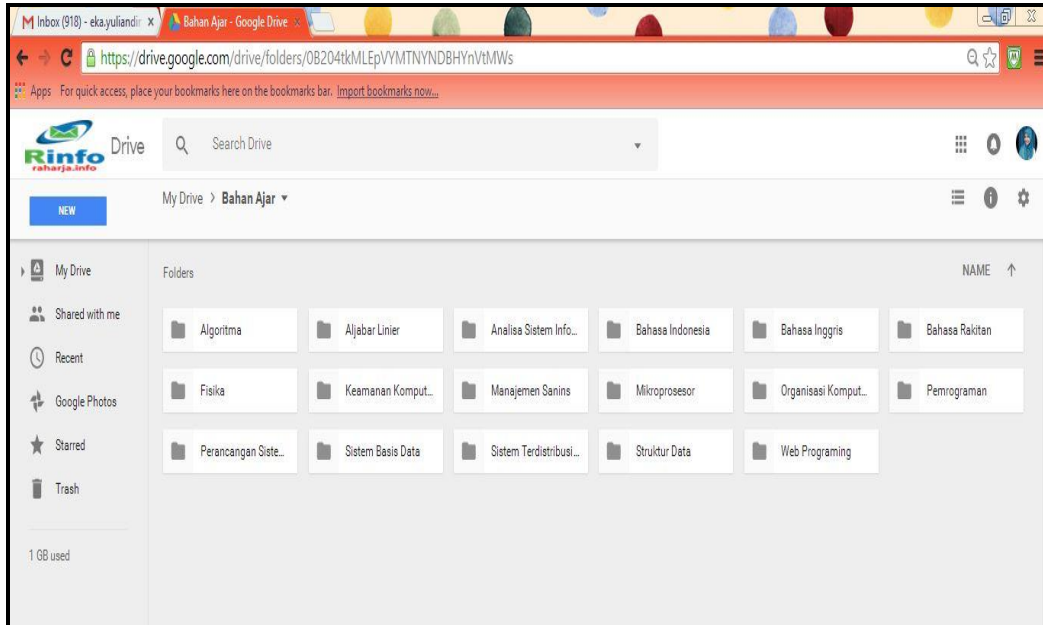 Inbox (918) - eka.yuliandir x Bahan Ajar - Google Drive x
https://drive.google.com/drive/folders/0B204tkMLEpVYMTNYNDBHYnVtMWs
Apps For quick access, place your bookmarks here on the bookmarks bar. Import bookmarks now...
Rinfo Drive Search Drive
raharja.info
NEW My Drive > Bahan Ajar
My Drive Folders NAME
Shared with me
Algoritma Aljabar Linier Analisa Sistem Info... Bahasa Indonesia Bahasa Inggris Bahasa Rakitan
Recent
Fisika Keamanan Komput... Manajemen Sanins Mikroprosesor Organisasi Komput... Pemrograman
Google Photos
Starred
Perancangan Siste... Sistem Basis Data Sistem Terdistribusi... Struktur Data Web Programing
Trash
1 GB used